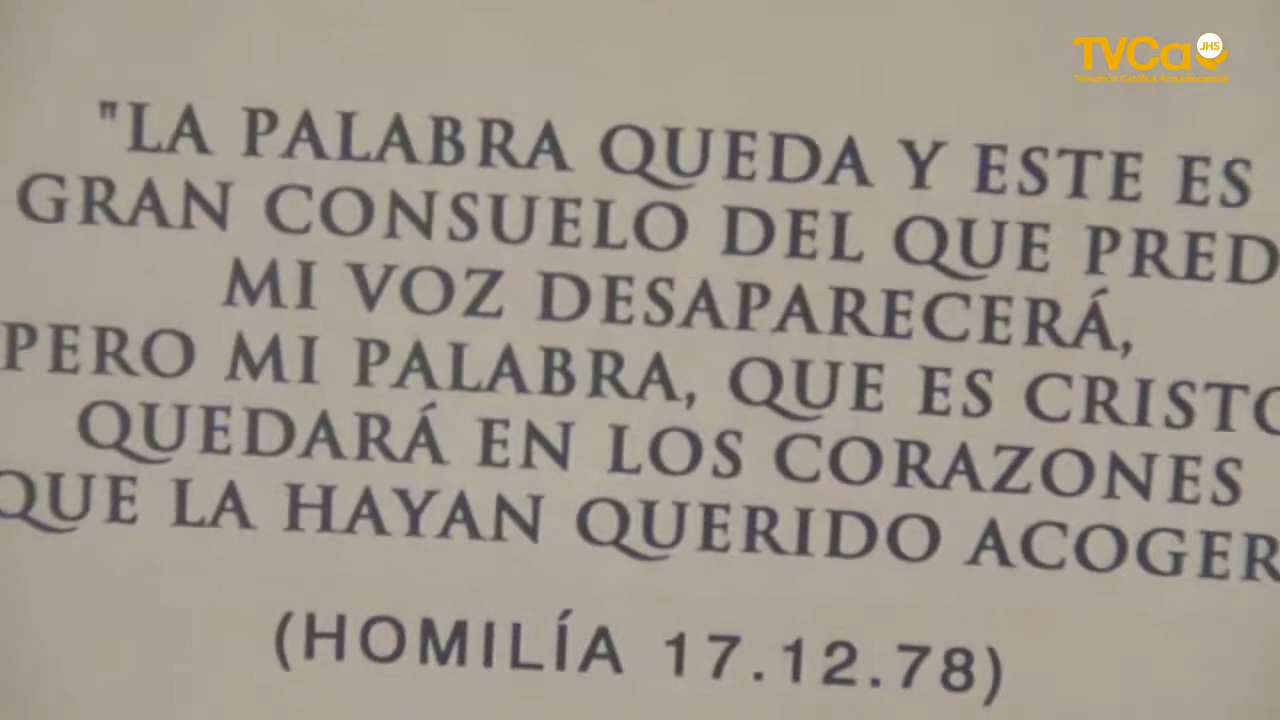 TVCa
JHS
"LA PALABRA QUEDA Y ESTE ES
GRAN CONSUELO DEL QUE PRED
MI VOZ DESAPARECERÁ,
PERO MI PALABRA, QUE ES CRISTO
QUEDARÁ EN LOS CORAZONES
QUE LA HAYAN QUERIDO ACOGER
(HOMILÍA 17.12.78)